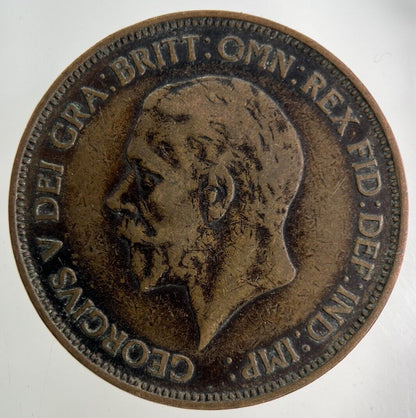 GEORGIVS V DEI GRA: BRITT: OMN: REX FID: DEF: IND: IMP: